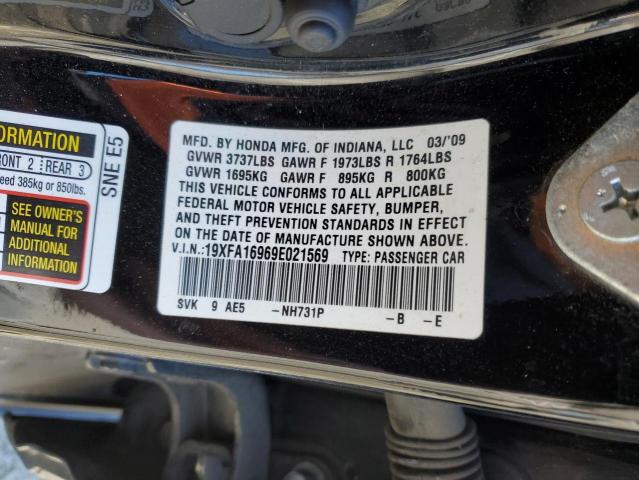 ORMATION
RONT 2 REAR 3
eed 385kg or 850lbs.
SEE OWNER'S
MANUAL FOR
ADDITIONAL
INFORMATION
SNE E5
MFD. BY HONDA MFG. OF INDIANA, LLC 03/'09
GVWR 3737LBS GAWR F 1973LBS R 1764LBS
GVWR 1695KG GAWR F 895KG R 800KG
THIS VEHICLE CONFORMS TO ALL APPLICABLE
FEDERAL MOTOR VEHICLE SAFETY, BUMPER,
AND THEFT PREVENTION STANDARDS IN EFFECT
ON THE DATE OF MANUFACTURE SHOWN ABOVE.
V.I.N.:19XFA16969E021569 TYPE: PASSENGER CAR
SVK 9 AE5 -NH731P -B -E